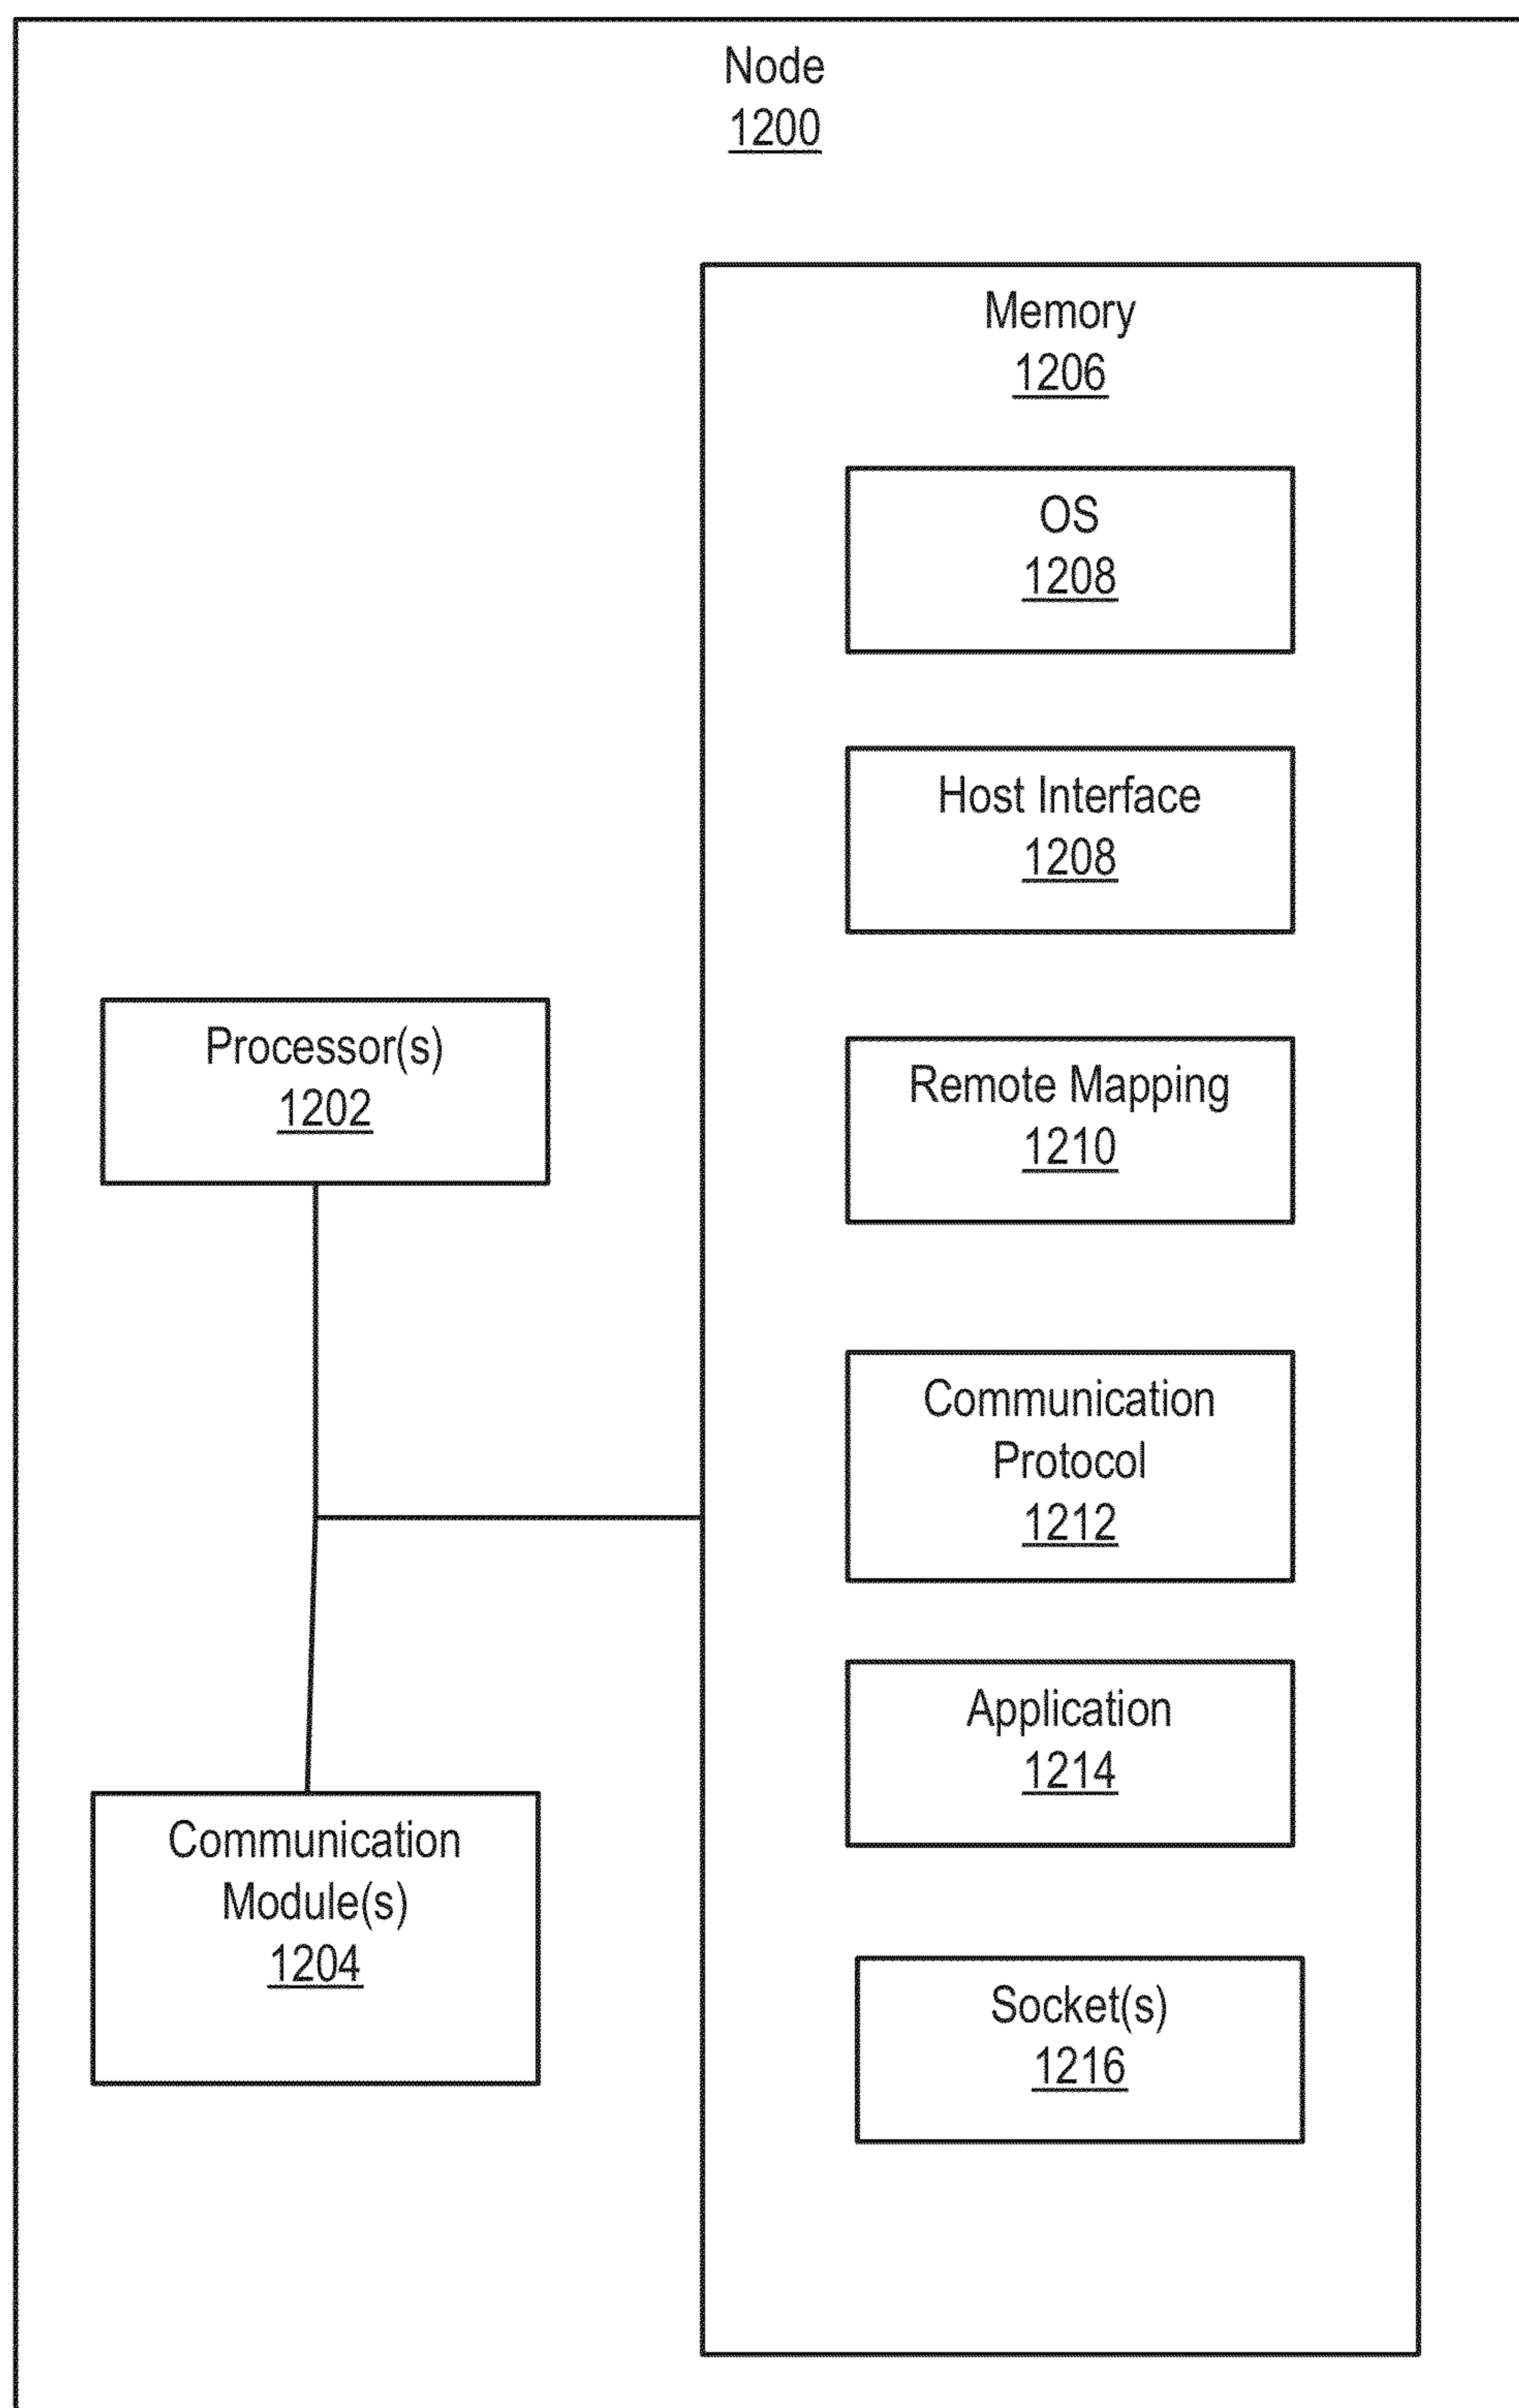 Node
1200
Memory
1206
OS
1208
Host Interface
1208
Processor(s)
1202
Remote Mapping
1210
Communication
Protocol
1212
Application
1214
Communication
Module(s)
1204
Socket(s)
1216